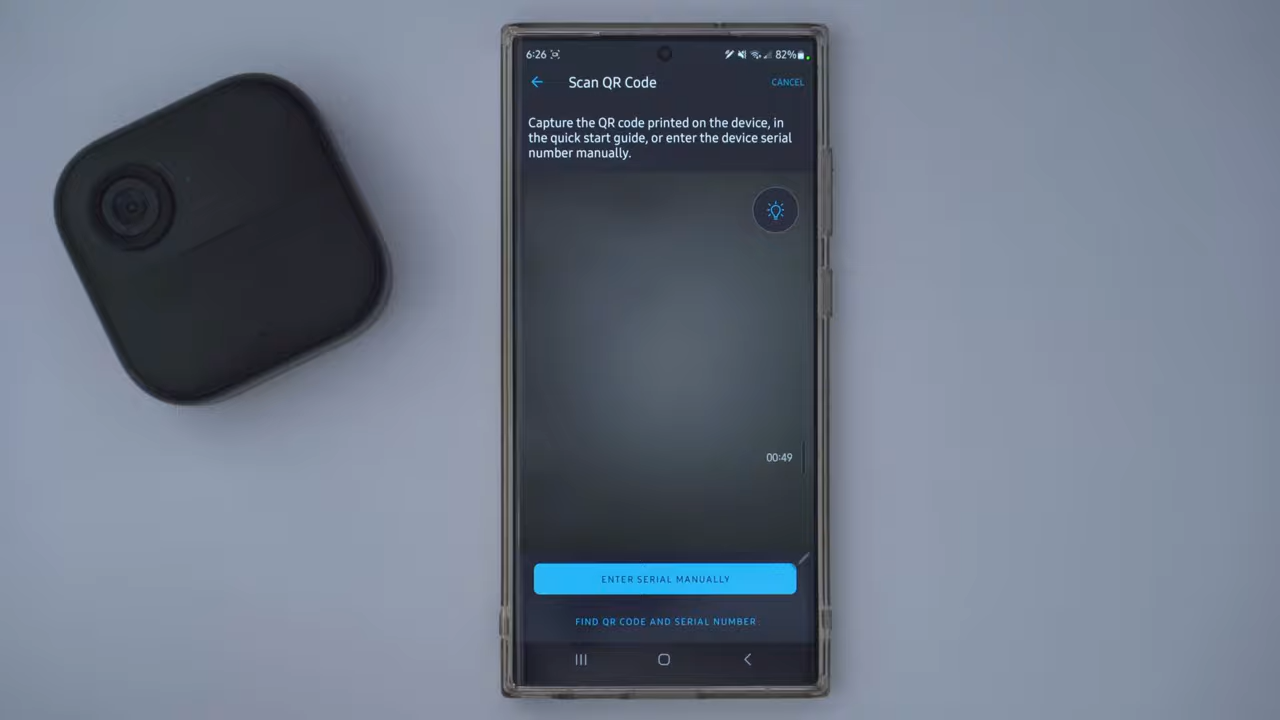 6:26
82%
Scan QR Code
CANCEL
Capture the QR code printed on the device, in
the quick start guide, or enter the device serial
number manually.
00:49
ENTER SERIAL MANUALLY
FIND QR CODE AND SERIAL NUMBER